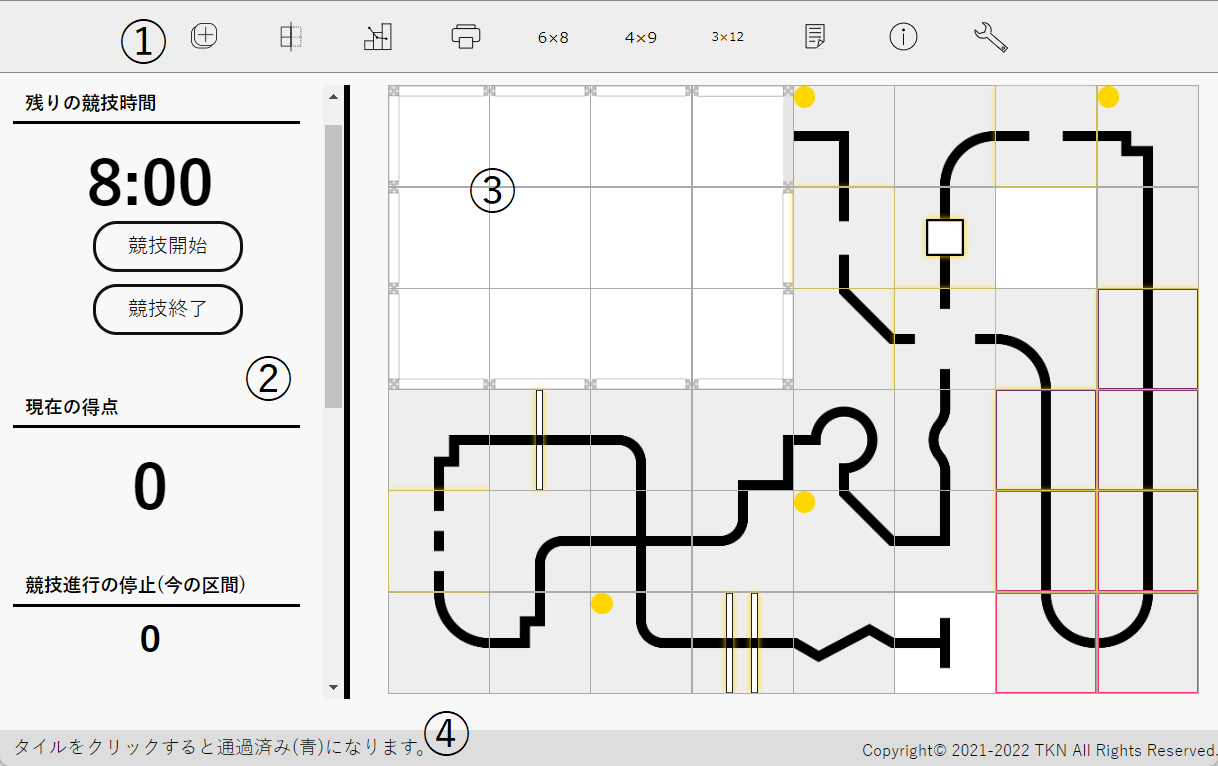 ① 6×8 4×9 3×12
残りの競技時間
8:00
競技開始
競技終了
②
現在の得点
0
競技進行の停止(今の区間)
0
③
タイルをクリックすると通過済み(青)になります。④
Copyright© 2021-2022 TKN All Rights Reserved.